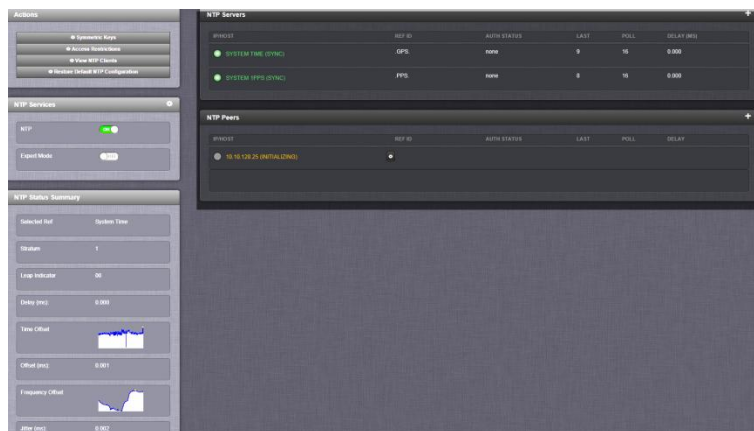 Actions
Symmetric Keys
Access Restrictions
View NTP Clients
Restore Default NTP Configuration
NTP Services
NTP
ON
Expert Mode
NTP Status Summary
Selected Ref System Time
Stratum 1
Leap Indicator
Delay (ms): 0.000
Time Offset
Offset (ms): 0.001
Frequency Offset
Jitter (ms): 0.002
NTP Servers
IP/HOST REF ID AUTH STATUS LAST POLL DELAY (MS)
SYSTEM TIME (SYNC) .GPS. none 9 16 0.000
SYSTEM 1PPS (SYNC) .PPS. none 8 16 0.000
NTP Peers
IP/HOST REF ID AUTH STATUS LAST POLL DELAY
10.10.128.25 (INITIALIZING)